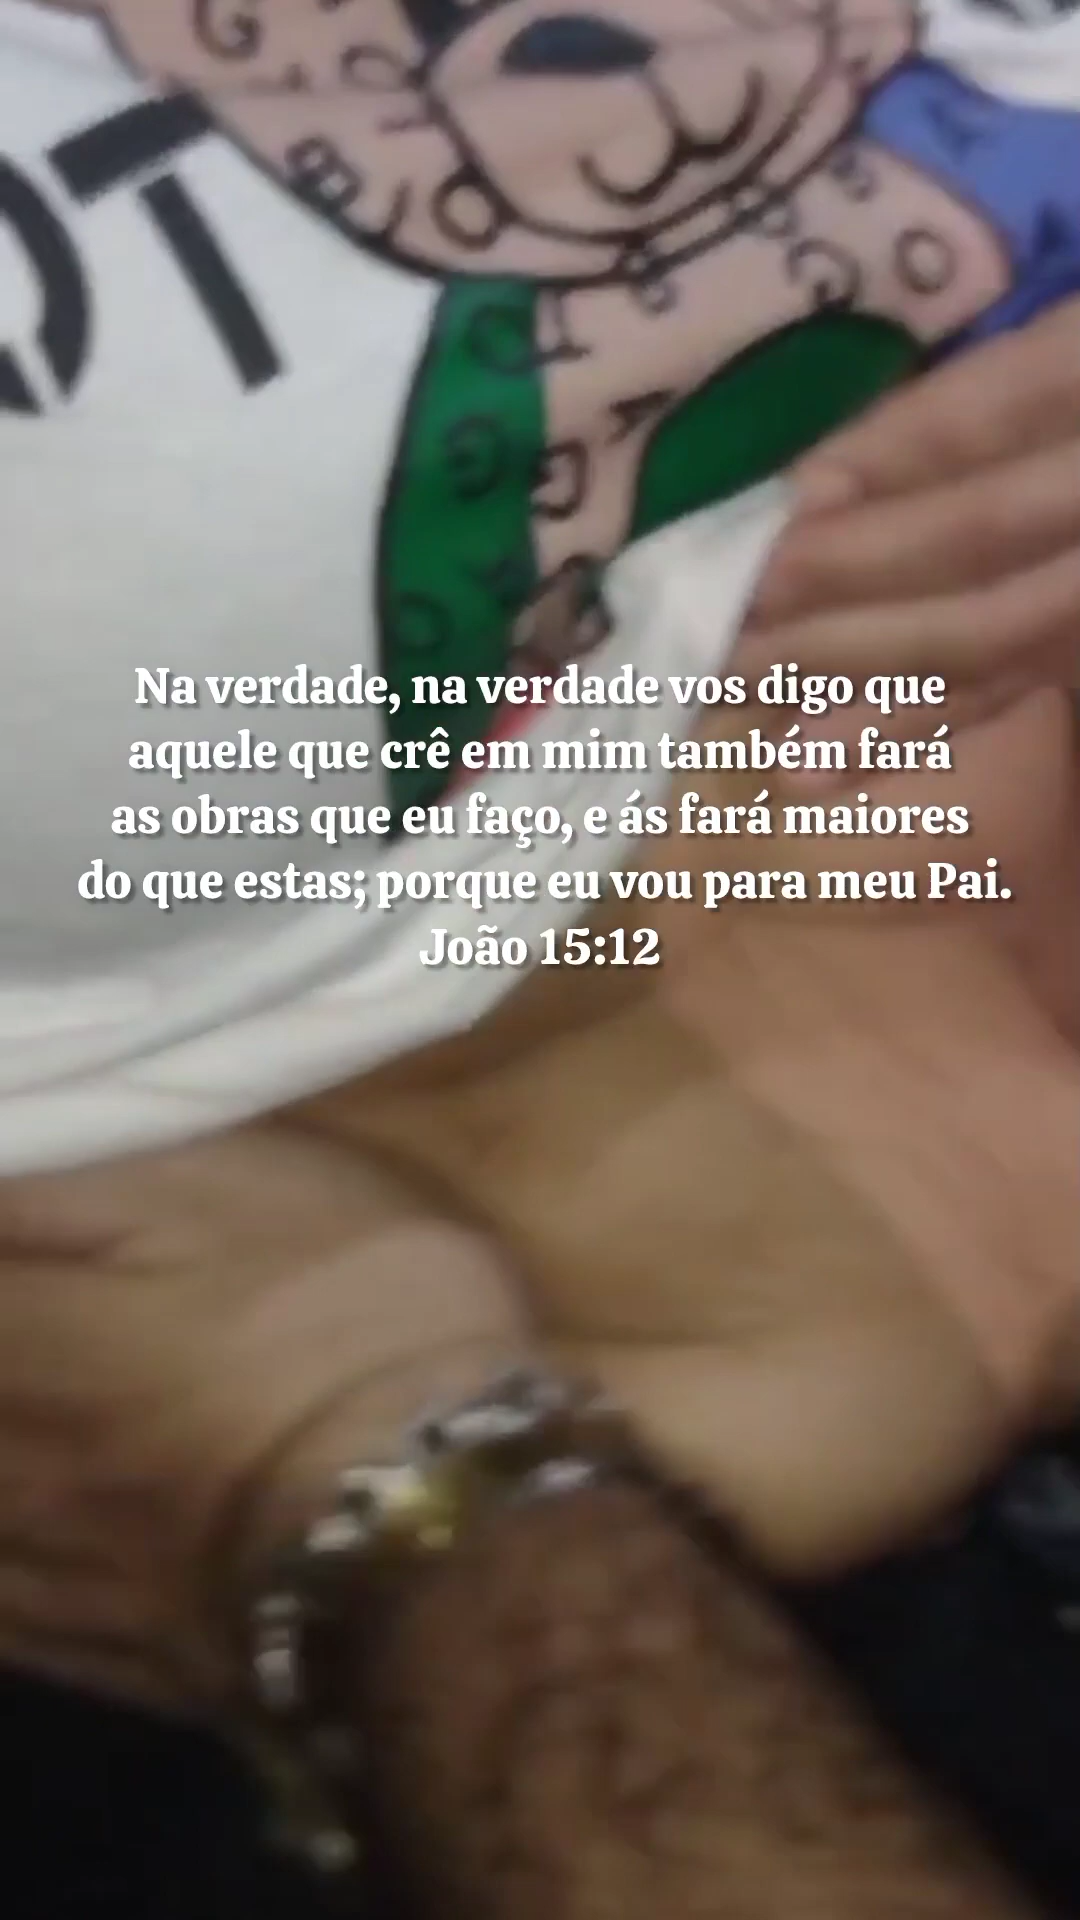 OT
Na verdade, na verdade vos digo que
aquele que crê em mim também fará
as obras que eu faço, e ás fará maiores
do que estas; porque eu vou para meu Pai.
João 15:12